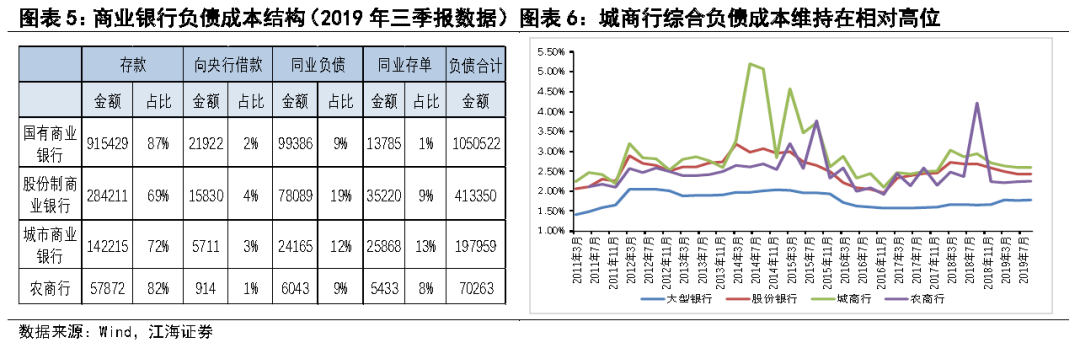 图表 5：商业银行负债成本结构（2019 年三季报数据）
存款 向央行借款 同业负债 同业存单 负债合计
金额 占比 金额 占比 金额 占比 金额 占比 金额
国有商业银行 915429 87% 21922 2% 99386 9% 13785 1% 1050522
股份制商业银行 284211 69% 15830 4% 78089 19% 35220 9% 413350
城市商业银行 142215 72% 5711 3% 24165 12% 25868 13% 197959
农商行 57872 82% 914 1% 6043 9% 5433 8% 70263
图表 6：城商行综合负债成本维持在相对高位
5.50%
5.00%
4.50%
4.00%
3.50%
3.00%
2.50%
2.00%
1.50%
1.00%
2011年3月 2011年7月 2011年11月 2012年3月 2012年7月 2012年11月 2013年3月 2013年7月 2013年11月 2014年3月 2014年7月 2014年11月 2015年3月 2015年7月 2015年11月 2016年3月 2016年7月 2016年11月 2017年3月 2017年7月 2017年11月 2018年3月 2018年7月 2018年11月 2019年3月 2019年7月
大型银行 股份银行 城商行 农商行
数据来源：Wind，江海证券